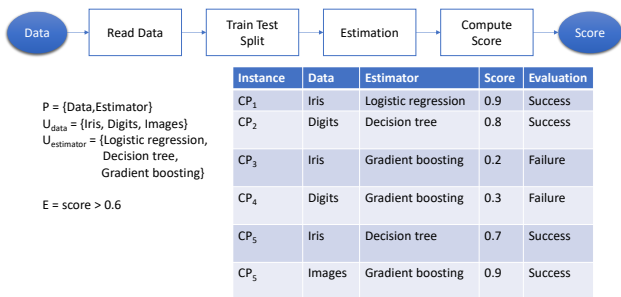 Data
Read Data
Train Test
Split
Estimation
Compute
Score
Score
P = {Data,Estimator}
U_data = {Iris, Digits, Images}
U_estimator = {Logistic regression,
Decision tree,
Gradient boosting}
E = score > 0.6
Instance Data Estimator Score Evaluation
CP₁ Iris Logistic regression 0.9 Success
CP₂ Digits Decision tree 0.8 Success
CP₃ Iris Gradient boosting 0.2 Failure
CP₄ Digits Gradient boosting 0.3 Failure
CP₅ Iris Decision tree 0.7 Success
CP₅ Images Gradient boosting 0.9 Success